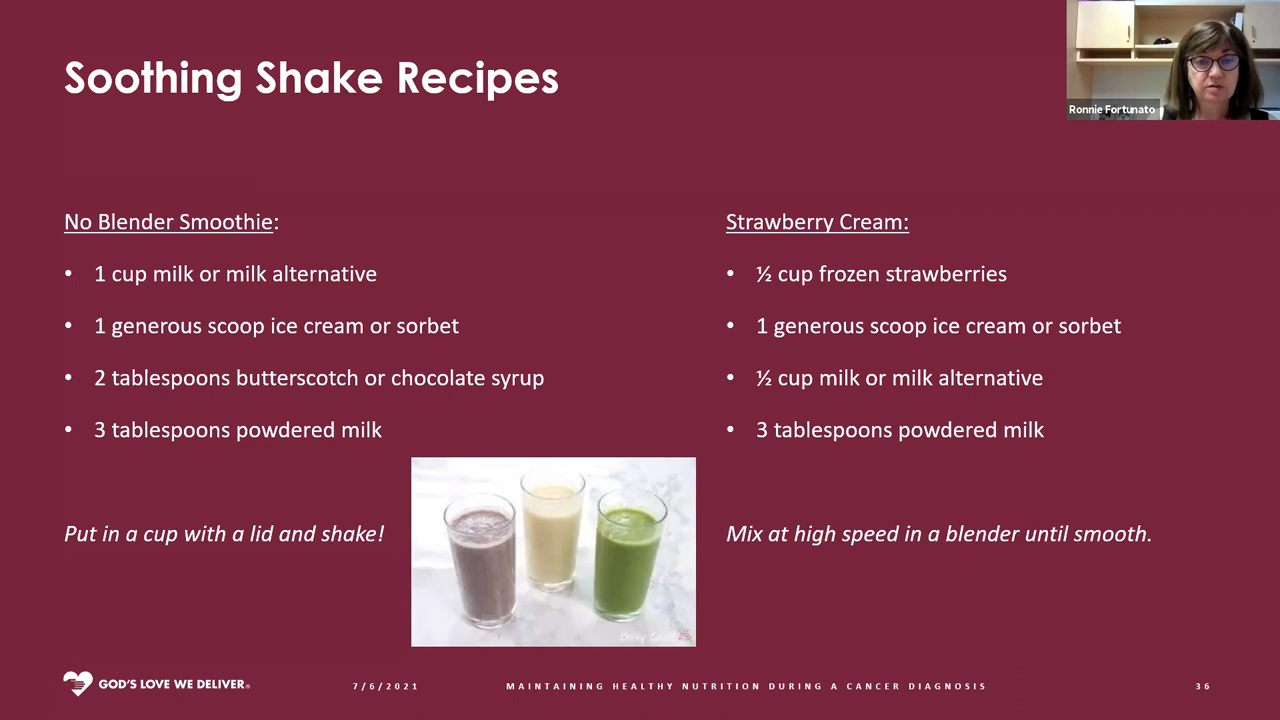 Soothing Shake Recipes
Ronnie Fortunato
No Blender Smoothie:
• 1 cup milk or milk alternative
• 1 generous scoop ice cream or sorbet
• 2 tablespoons butterscotch or chocolate syrup
• 3 tablespoons powdered milk
Put in a cup with a lid and shake!
Strawberry Cream:
• ½ cup frozen strawberries
• 1 generous scoop ice cream or sorbet
• ½ cup milk or milk alternative
• 3 tablespoons powdered milk
Mix at high speed in a blender until smooth.
GOD'S LOVE WE DELIVER®
7/6/2021
MAINTAINING HEALTHY NUTRITION DURING A CANCER DIAGNOSIS
36